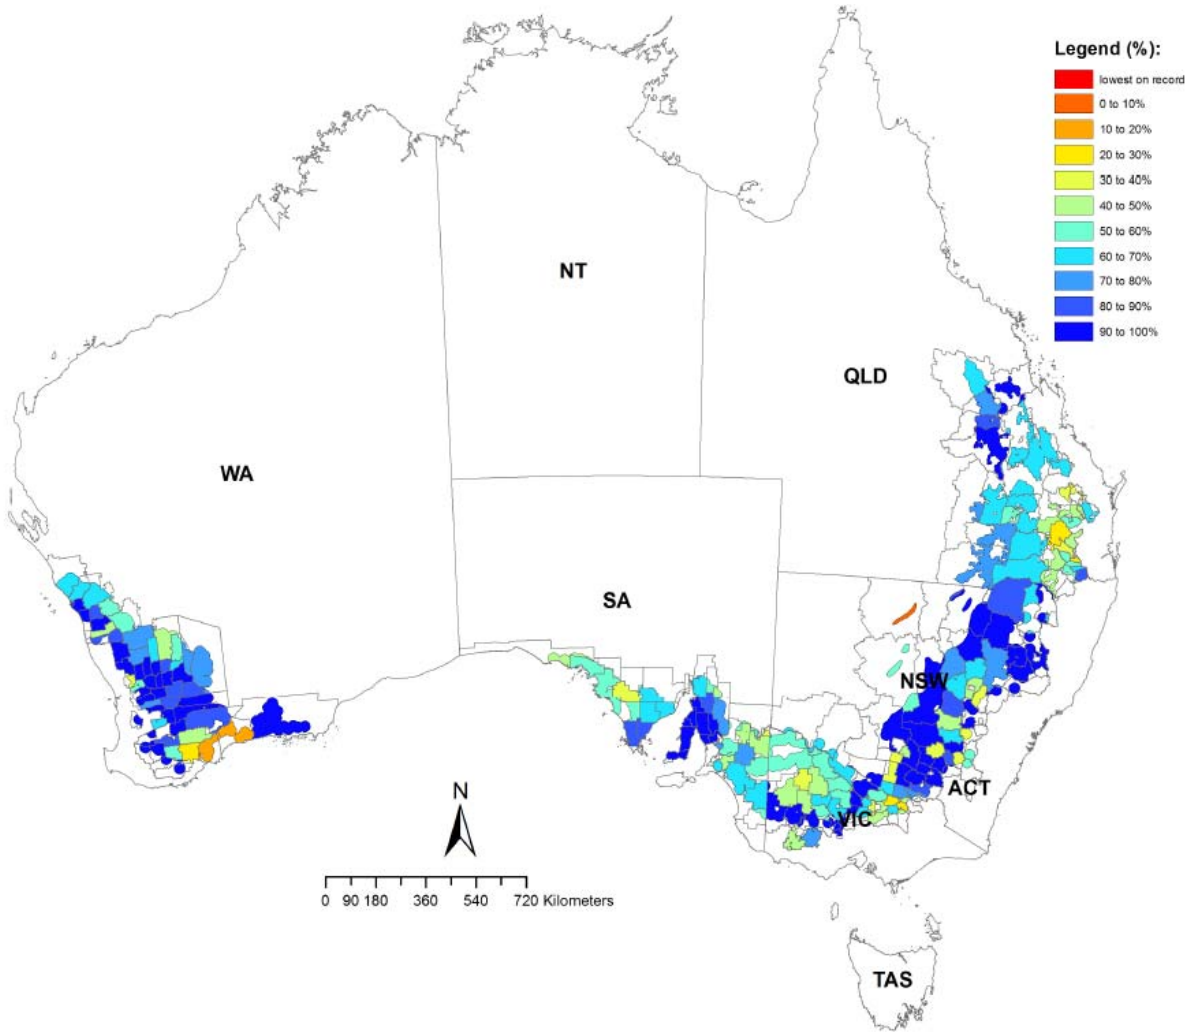 Legend (%):
lowest on record
0 to 10%
10 to 20%
20 to 30%
30 to 40%
40 to 50%
50 to 60%
60 to 70%
70 to 80%
80 to 90%
90 to 100%
NT
QLD
WA
SA
NSW
ACT
VIC
N
0 90 180 360 540 720 Kilometers
TAS